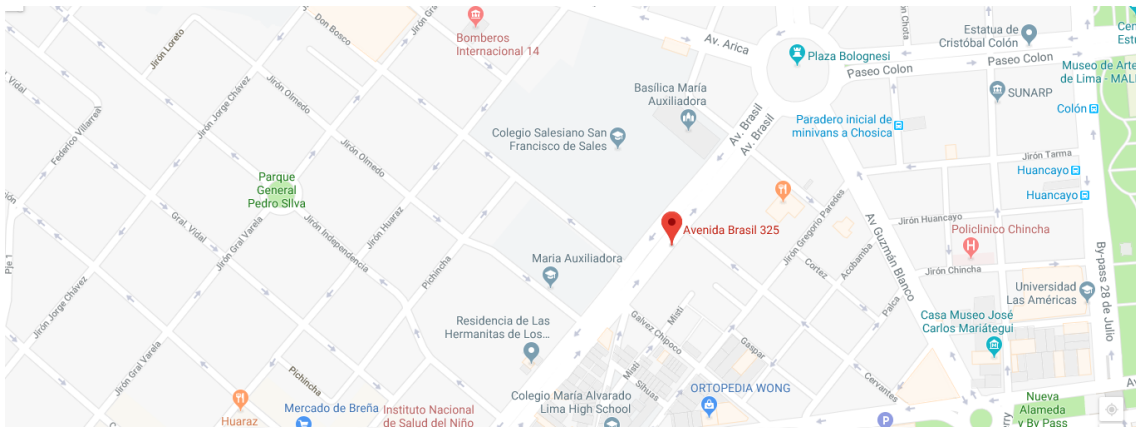 Don Bosco
Bomberos
Internacional 14
Av. Arica
Plaza Bolognesi
Estatua de
Cristóbal Colón
Paseo Colon
Paseo Colon
Museo de Arte
de Lima - MALI
SUNARP
Colón
Jirón Loreto
Vidal
Jirón Jorge Chávez
Jirón Olmedo
Federico Villarreal
Basílica María
Auxiliadora
Av. Brasil
Av. Brasil
Colegio Salesiano San
Francisco de Sales
Paradero inicial de
minivans a Chosica
Jirón Tarma
Huancayo
Huancayo
Jirón Olmedo
Parque
General
Pedro SIlva
Gral. Vidal
Jirón Gral Varela
Jirón Independencia
Jirón Huaraz
Pichincha
Avenida Brasil 325
Jirón Gregorio Paredes
Cortez
Acobamba
Av Guzmán Blanco
Jirón Huancayo
Policlinico Chincha
Jirón Chincha
By-pass 28 de Julio
Maria Auxiliadora
Pje 1
Jirón Jorge Chávez
Universidad
Las Américas
Palca
Casa Museo José
Carlos Mariátegui
Residencia de Las
Hermanitas de Los...
Misti
Galvez Chipoco
Gaspar
Jirón Gral Varela
Pichincha
Misti
Sihuas
Cervantes
ORTOPEDIA WONG
Colegio María Alvarado
Lima High School
Huaraz
Mercado de Breña
Instituto Nacional
de Salud del Niño
P
Nueva
Alameda
y By Pass